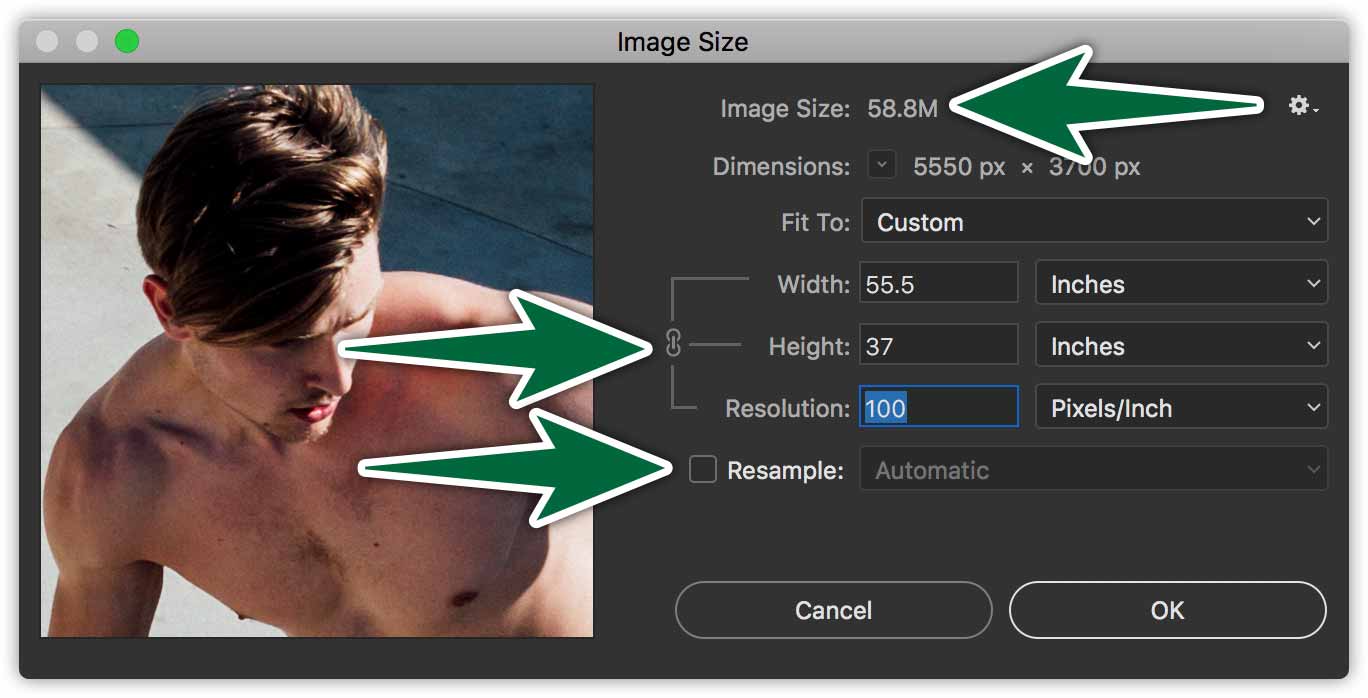 Image Size
Image Size: 58.8M
Dimensions: 5550 px × 3700 px
Fit To: Custom
Width: 55.5 Inches
Height: 37 Inches
Resolution: 100 Pixels/Inch
Resample: Automatic
Cancel OK